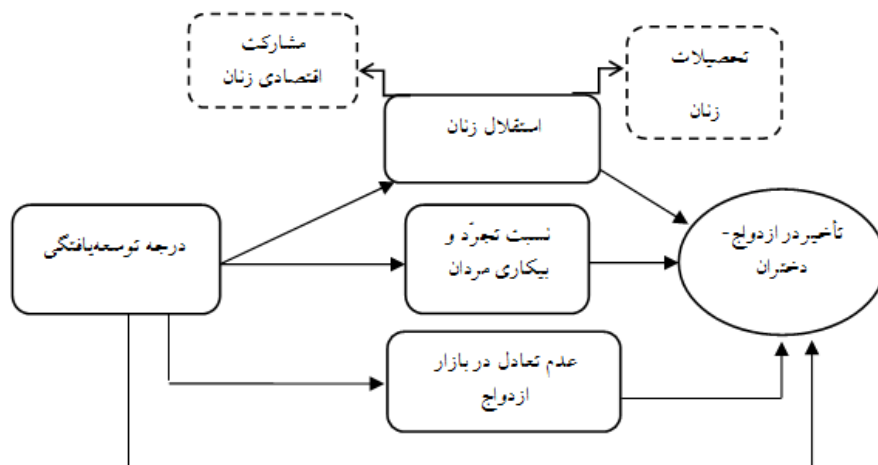 مشارکت
اقتصادی زنان
تحصیلات
زنان
استقلال زنان
درجه توسعه‌یافتگی
نسبت تجرّد و
بیکاری مردان
تأخیر در ازدواج-
دختران
عدم تعادل در بازار
ازدواج